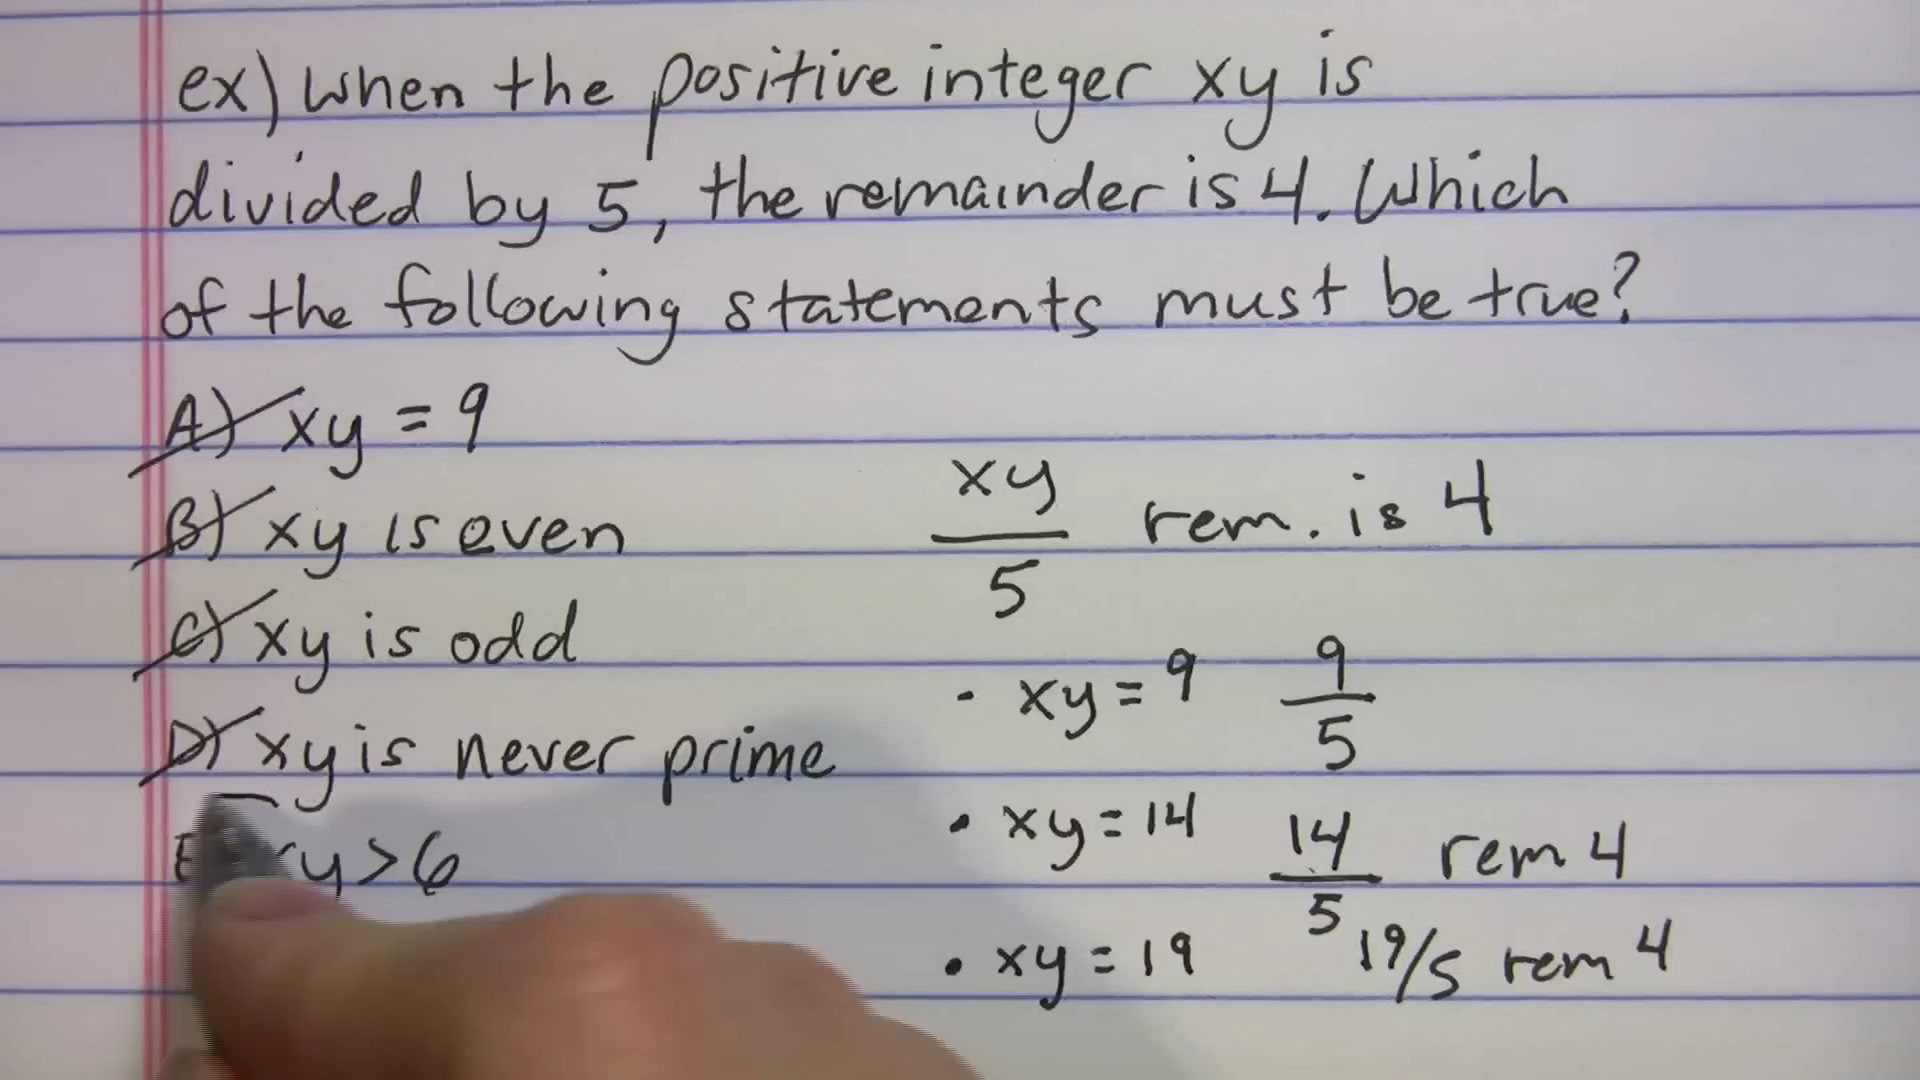 ex) when the positive integer xy is
divided by 5, the remainder is 4. Which
of the following statements must be true?
A) xy = 9
B) xy is even
C) xy is odd
D) xy is never prime
y > 6
xy
5
rem. is 4
• xy = 9
9
5
• xy = 14
14
5
rem 4
• xy = 19
19/5 rem 4